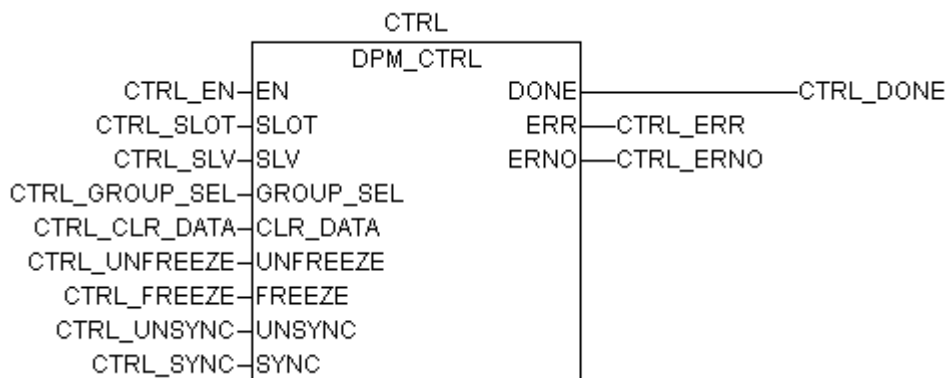 CTRL
DPM_CTRL
CTRL_EN EN DONE CTRL_DONE
CTRL_SLOT SLOT ERR CTRL_ERR
CTRL_SLV SLV ERNO CTRL_ERNO
CTRL_GROUP_SEL GROUP_SEL
CTRL_CLR_DATA CLR_DATA
CTRL_UNFREEZE UNFREEZE
CTRL_FREEZE FREEZE
CTRL_UNSYNC UNSYNC
CTRL_SYNC SYNC